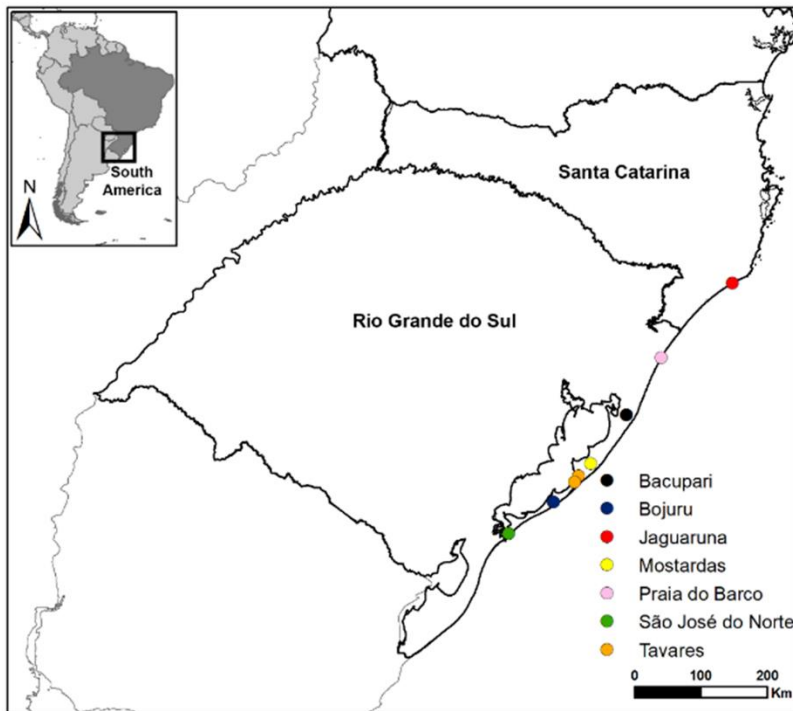 South
America
N
Santa Catarina
Rio Grande do Sul
Bacupari
Bojuru
Jaguaruna
Mostardas
Praia do Barco
São José do Norte
Tavares
0 100 200
Km